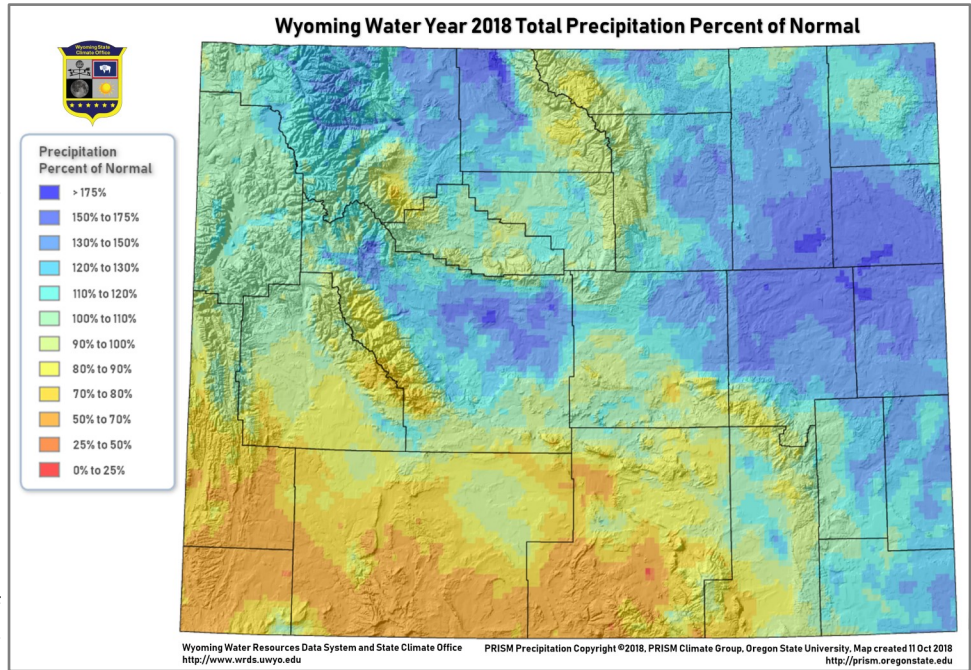 Wyoming Water Year 2018 Total Precipitation Percent of Normal
Wyoming State
Climate Office
Precipitation
Percent of Normal
> 175%
150% to 175%
130% to 150%
120% to 130%
110% to 120%
100% to 110%
90% to 100%
80% to 90%
70% to 80%
50% to 70%
25% to 50%
0% to 25%
Wyoming Water Resources Data System and State Climate Office
http://www.wrds.uwyo.edu
PRISM Precipitation Copyright ©2018, PRISM Climate Group, Oregon State University, Map created 11 Oct 2018
http://prism.oregonstate.edu